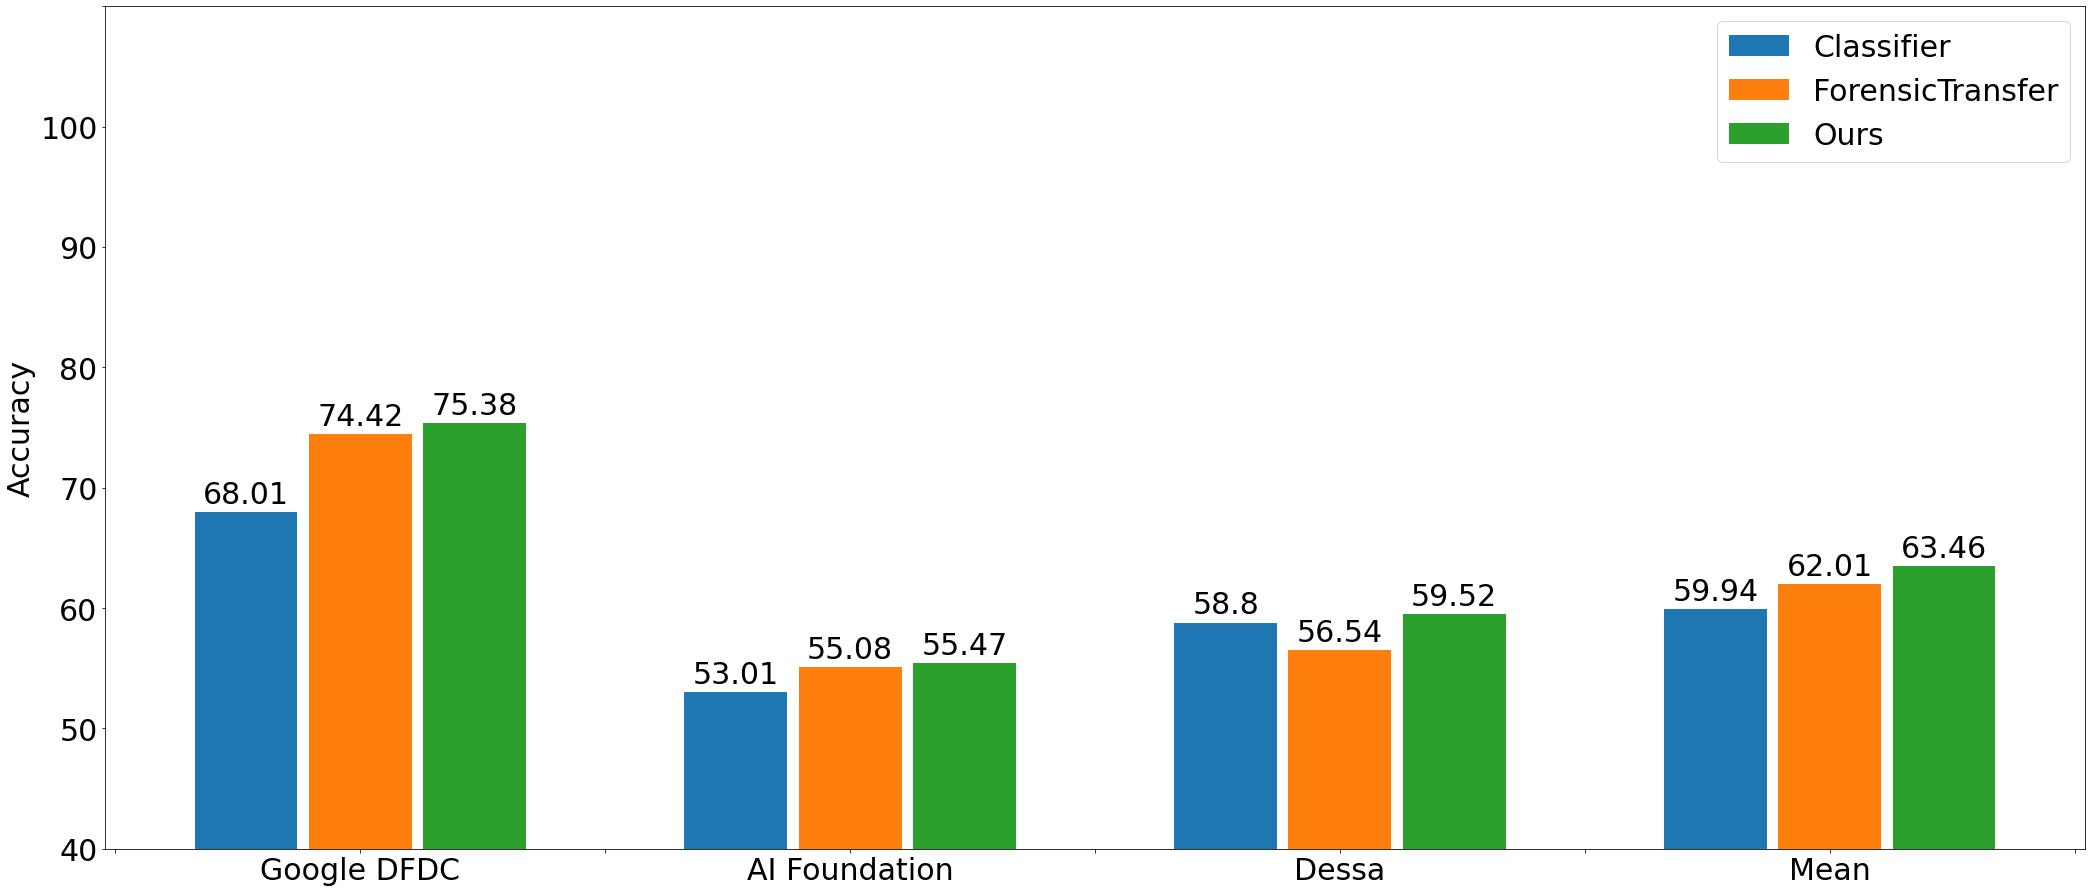 Classifier
ForensicTransfer
Ours
Accuracy
100
90
80
70
60
50
40
68.01
74.42
75.38
53.01
55.08
55.47
58.8
56.54
59.52
59.94
62.01
63.46
Google DFDC
AI Foundation
Dessa
Mean